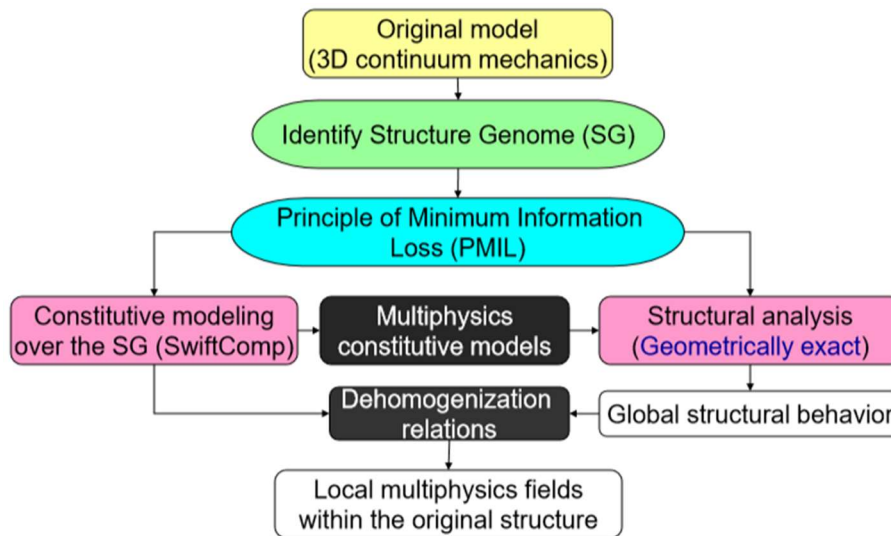 Original model
(3D continuum mechanics)
Identify Structure Genome (SG)
Principle of Minimum Information
Loss (PMIL)
Constitutive modeling
over the SG (SwiftComp)
Multiphysics
constitutive models
Structural analysis
(Geometrically exact)
Dehomogenization
relations
Global structural behavior
Local multiphysics fields
within the original structure